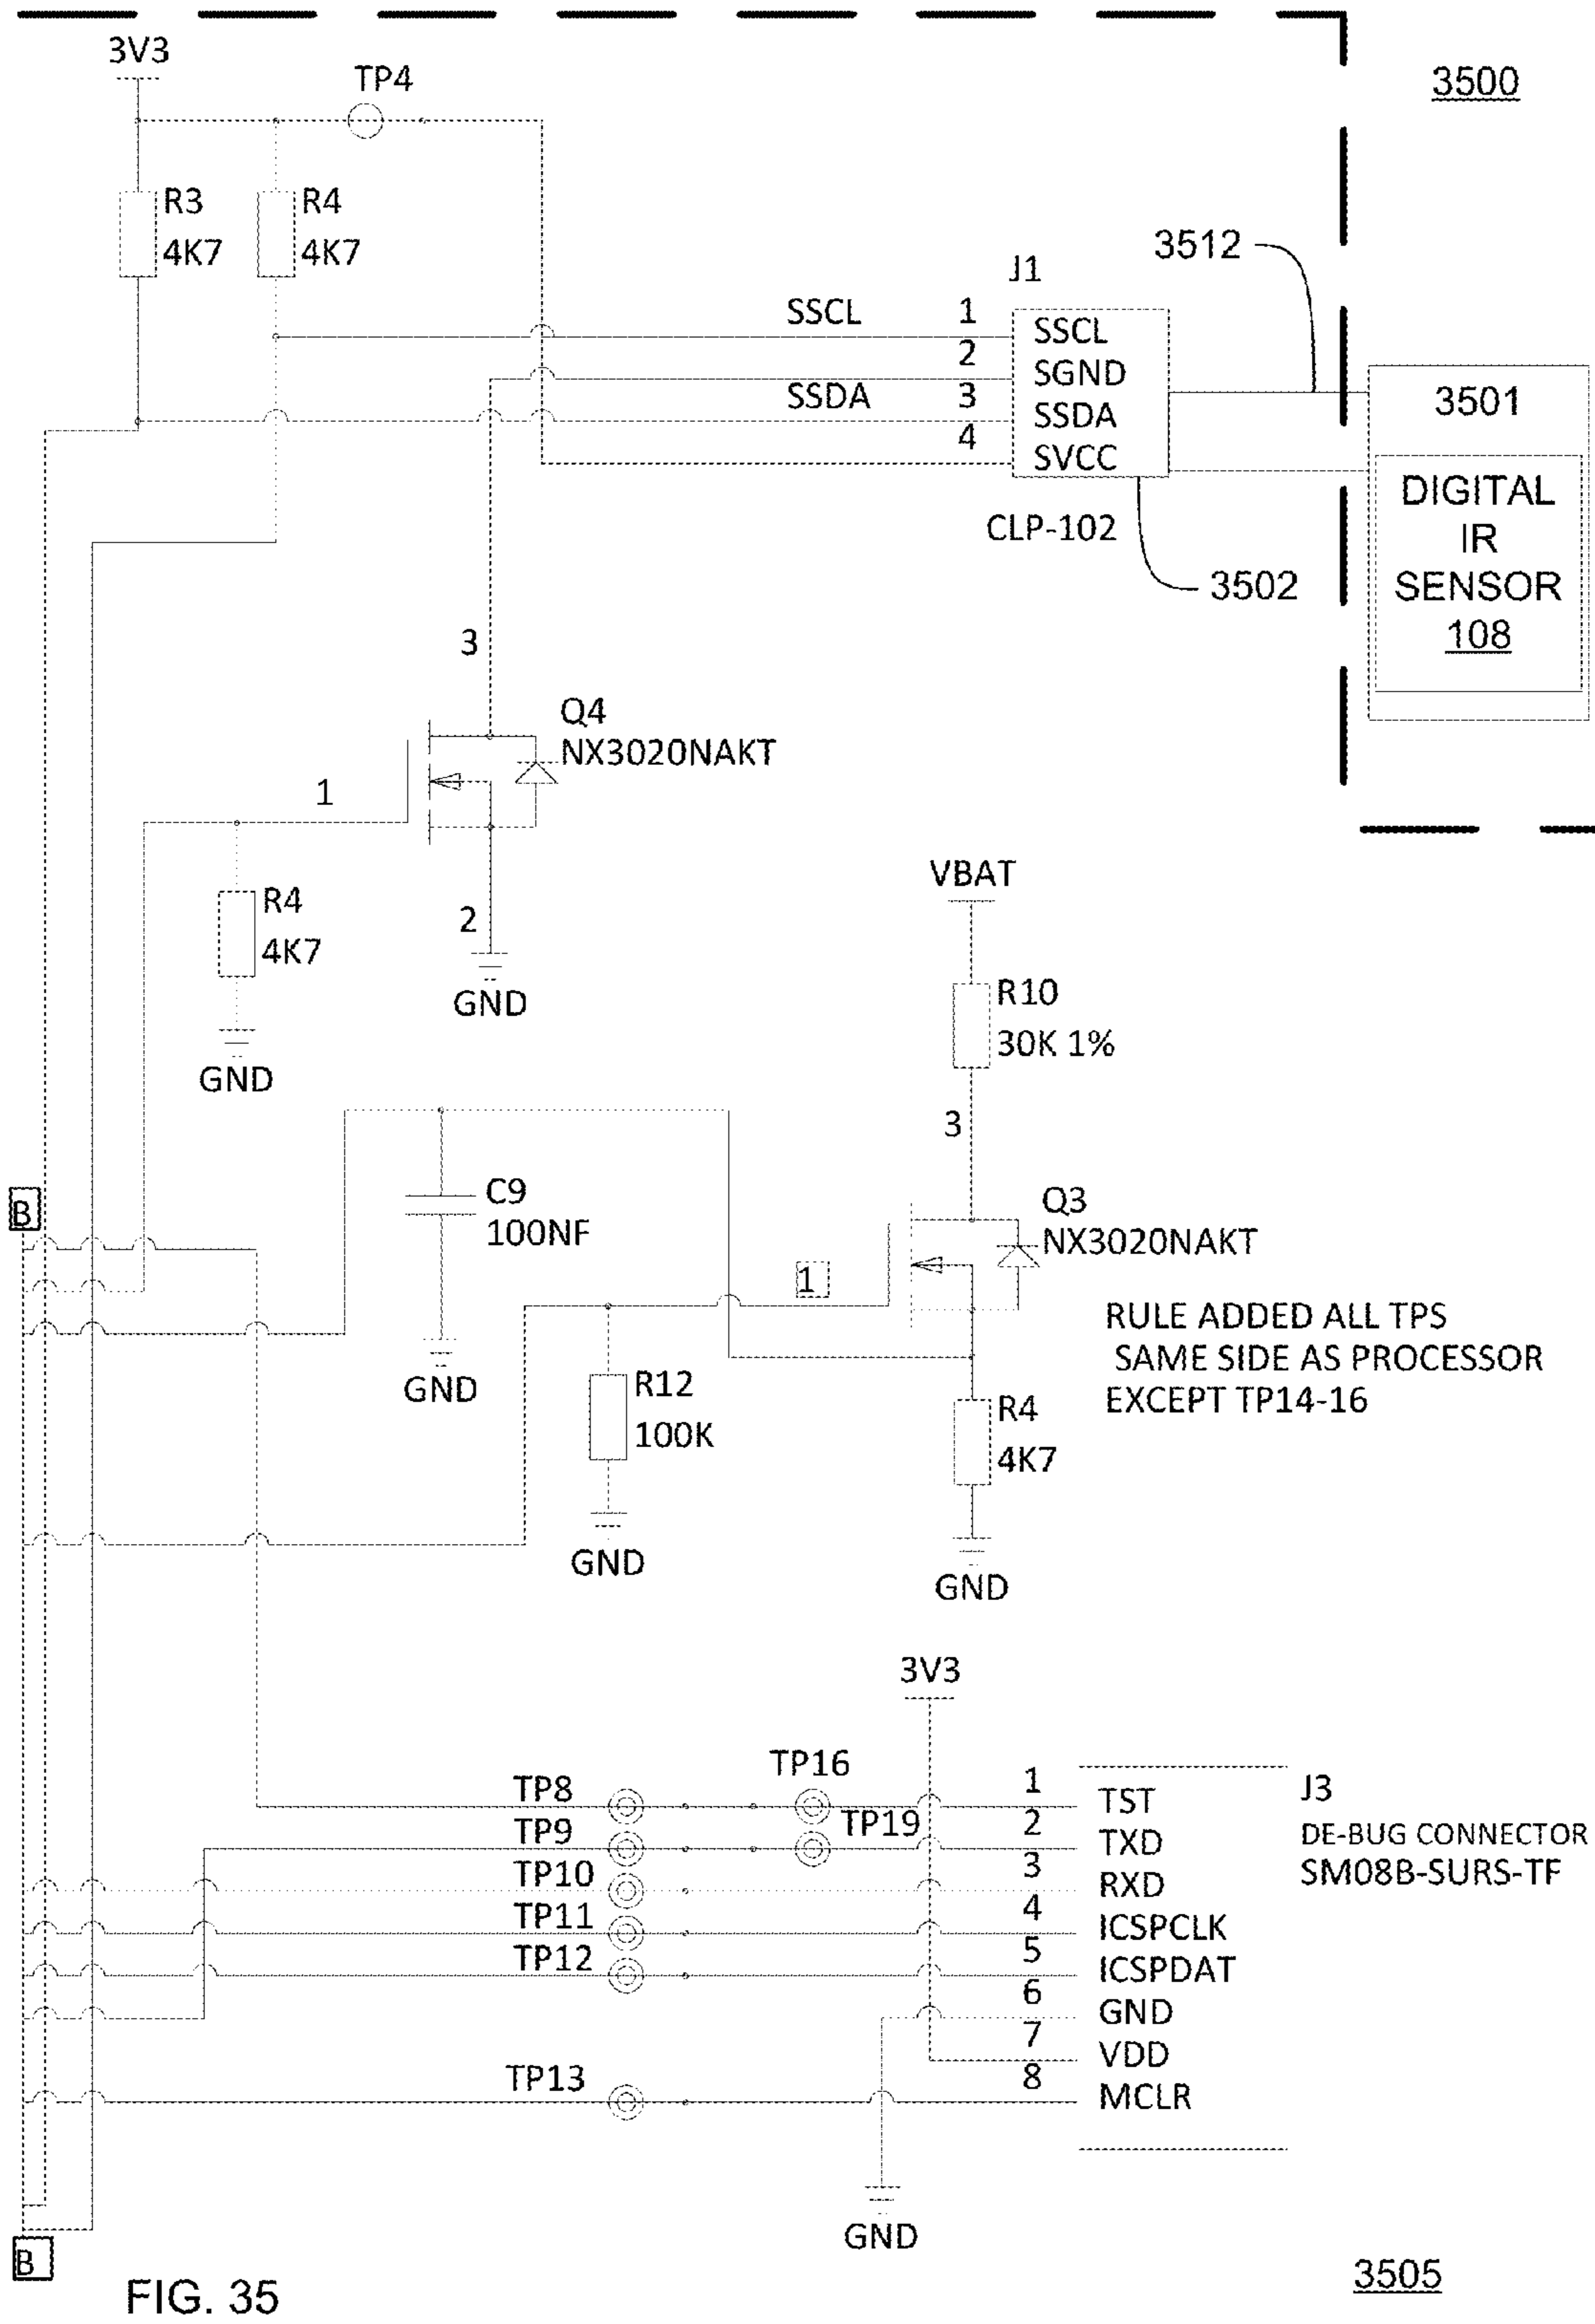 3500
3V3
TP4
R3
4K7
R4
4K7
3512
J1
SSCL
1
SSCL
2
SGND
SSDA
3
SSDA
4
SVCC
CLP-102
3502
3501
DIGITAL
IR
SENSOR
108
3
Q4
NX3020NAKT
1
R4
4K7
2
GND
GND
VBAT
R10
30K 1%
3
B
C9
100NF
GND
Q3
NX3020NAKT
1
RULE ADDED ALL TPS
SAME SIDE AS PROCESSOR
EXCEPT TP14-16
R12
100K
GND
R4
4K7
GND
3V3
TP8
TP16
1
TST
J3
TP9
TP19
2
TXD
DE-BUG CONNECTOR
SM08B-SURS-TF
TP10
3
RXD
TP11
4
ICSPCLK
TP12
5
ICSPDAT
6
GND
7
VDD
TP13
8
MCLR
GND
B
3505
FIG. 35